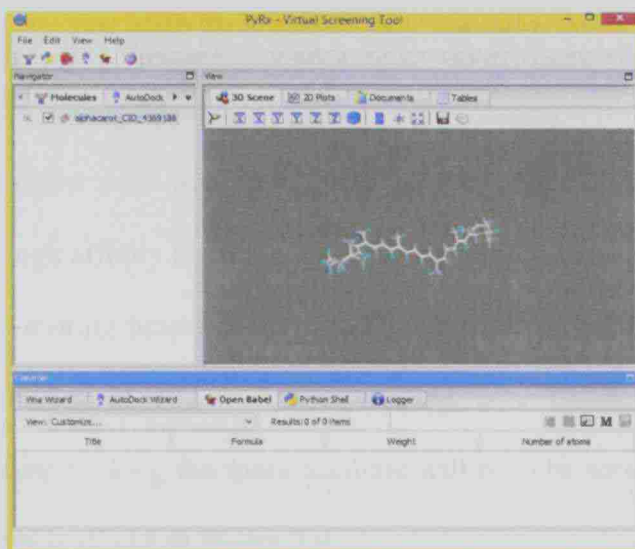 PyRx - Virtual Screening Tool
File Edit View Help
Navigator
View
Molecules AutoDock
3D Scene 2D Plots Documents Tables
Controls
Vina Wizard AutoDock Wizard Open Babel Python Shell Logger
View: Customize... Results: 0 of 0 items
Title Formula Weight Number of atoms